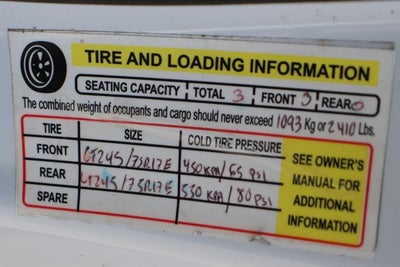 TIRE AND LOADING INFORMATION
SEATING CAPACITY TOTAL 3 FRONT 3 REAR 0
The combined weight of occupants and cargo should never exceed 1093 Kg or 2410 Lbs.
TIRE SIZE COLD TIRE PRESSURE
FRONT LT245/75R17E 450KPA/65 PSI
REAR LT245/75R17E 550 KPA/80 PSI
SPARE
SEE OWNER'S
MANUAL FOR
ADDITIONAL
INFORMATION